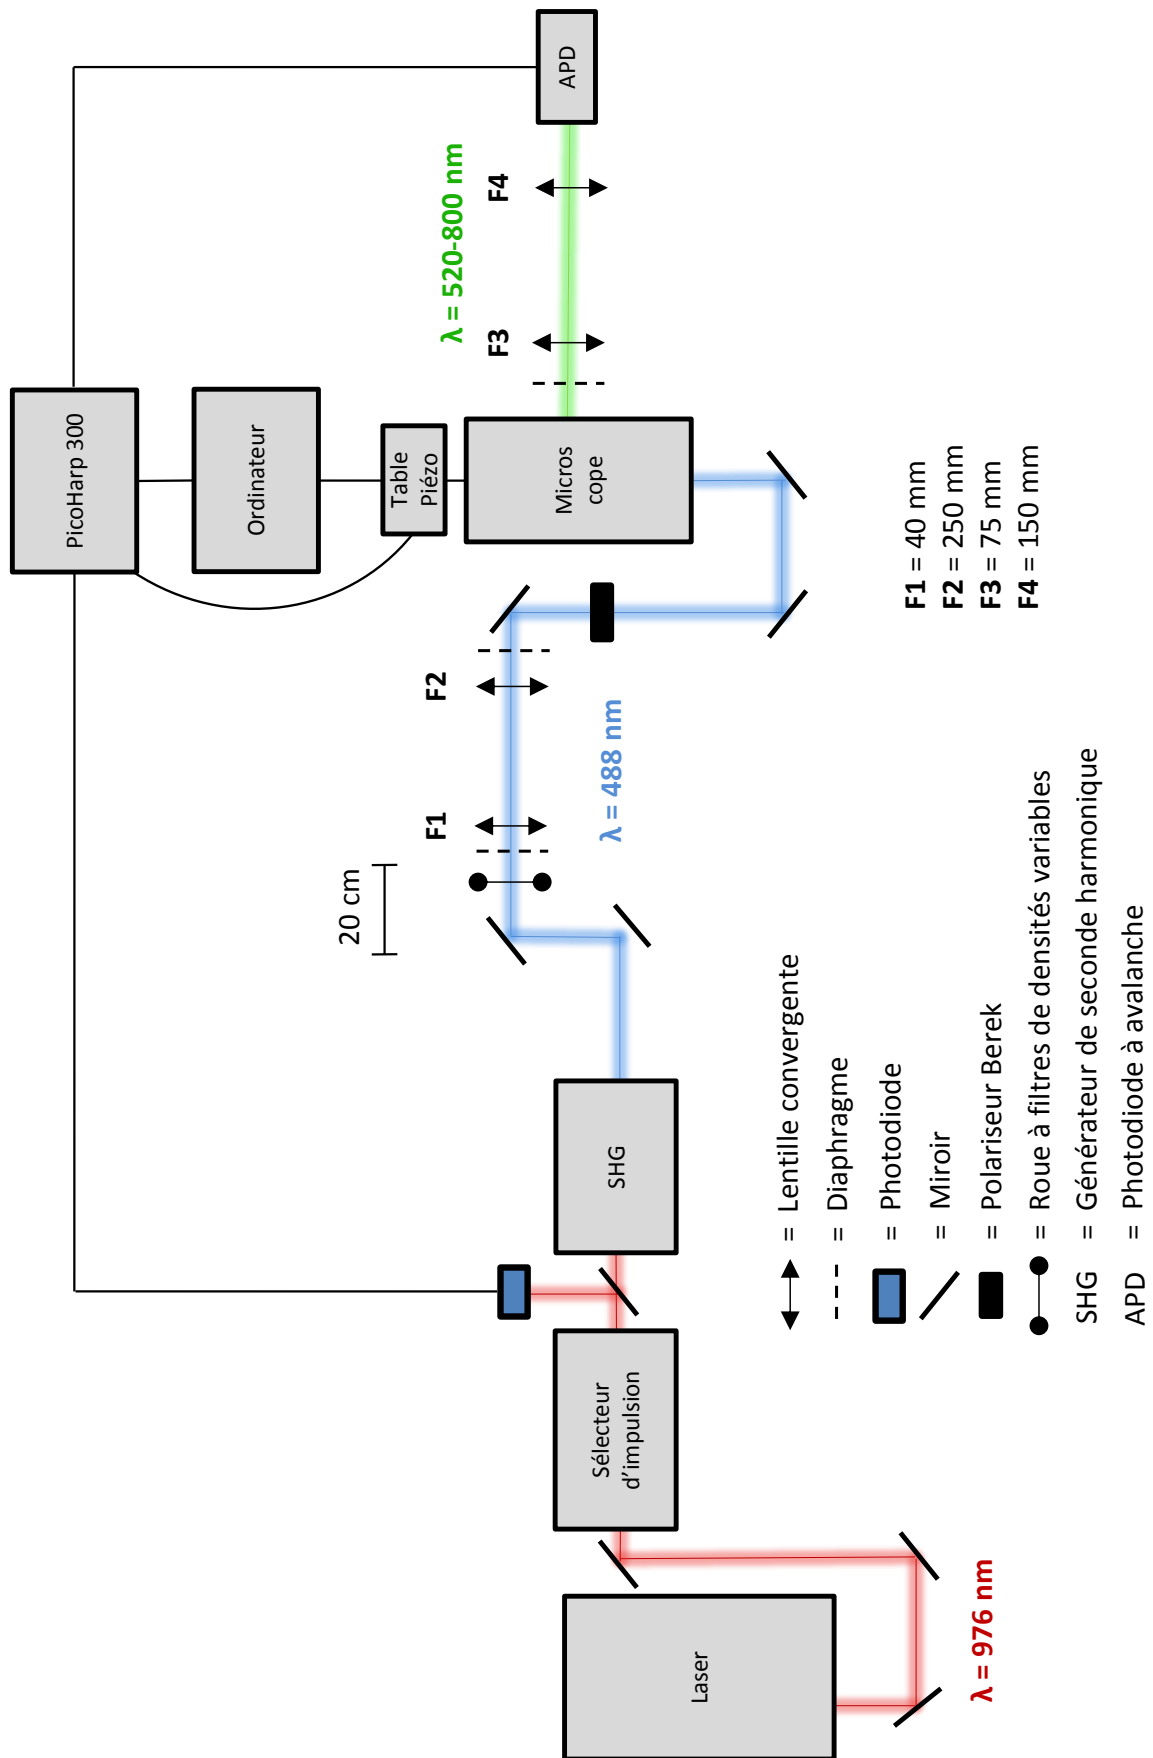 PicoHarp 300
Ordinateur
Table
Piézo
Micros
cope
APD
λ = 520-800 nm
F3
F4
F1
F2
20 cm
λ = 488 nm
SHG
Sélecteur
d’impulsion
Laser
λ = 976 nm
F1 = 40 mm
F2 = 250 mm
F3 = 75 mm
F4 = 150 mm
= Lentille convergente
= Diaphragme
= Photodiode
= Miroir
= Polariseur Berek
= Roue à filtres de densités variables
SHG = Générateur de seconde harmonique
APD = Photodiode à avalanche